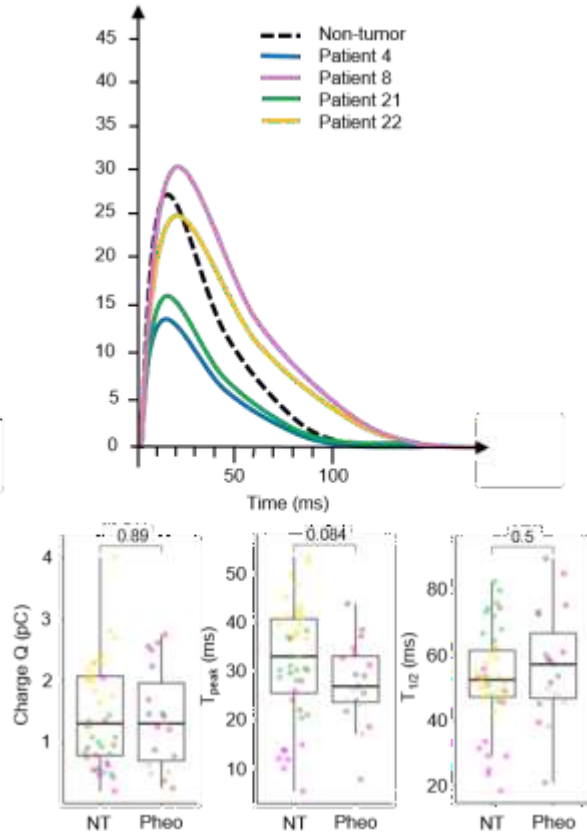 45
40
35
30
25
20
15
10
5
0
Non-tumor
Patient 4
Patient 8
Patient 21
Patient 22
50 100
Time (ms)
Charge Q (pC)
4
3
2
1
0.89
NT Pheo
Tpeak (ms)
50
40
30
20
10
0.084
NT Pheo
T1/2 (ms)
80
60
40
20
0.5
NT Pheo